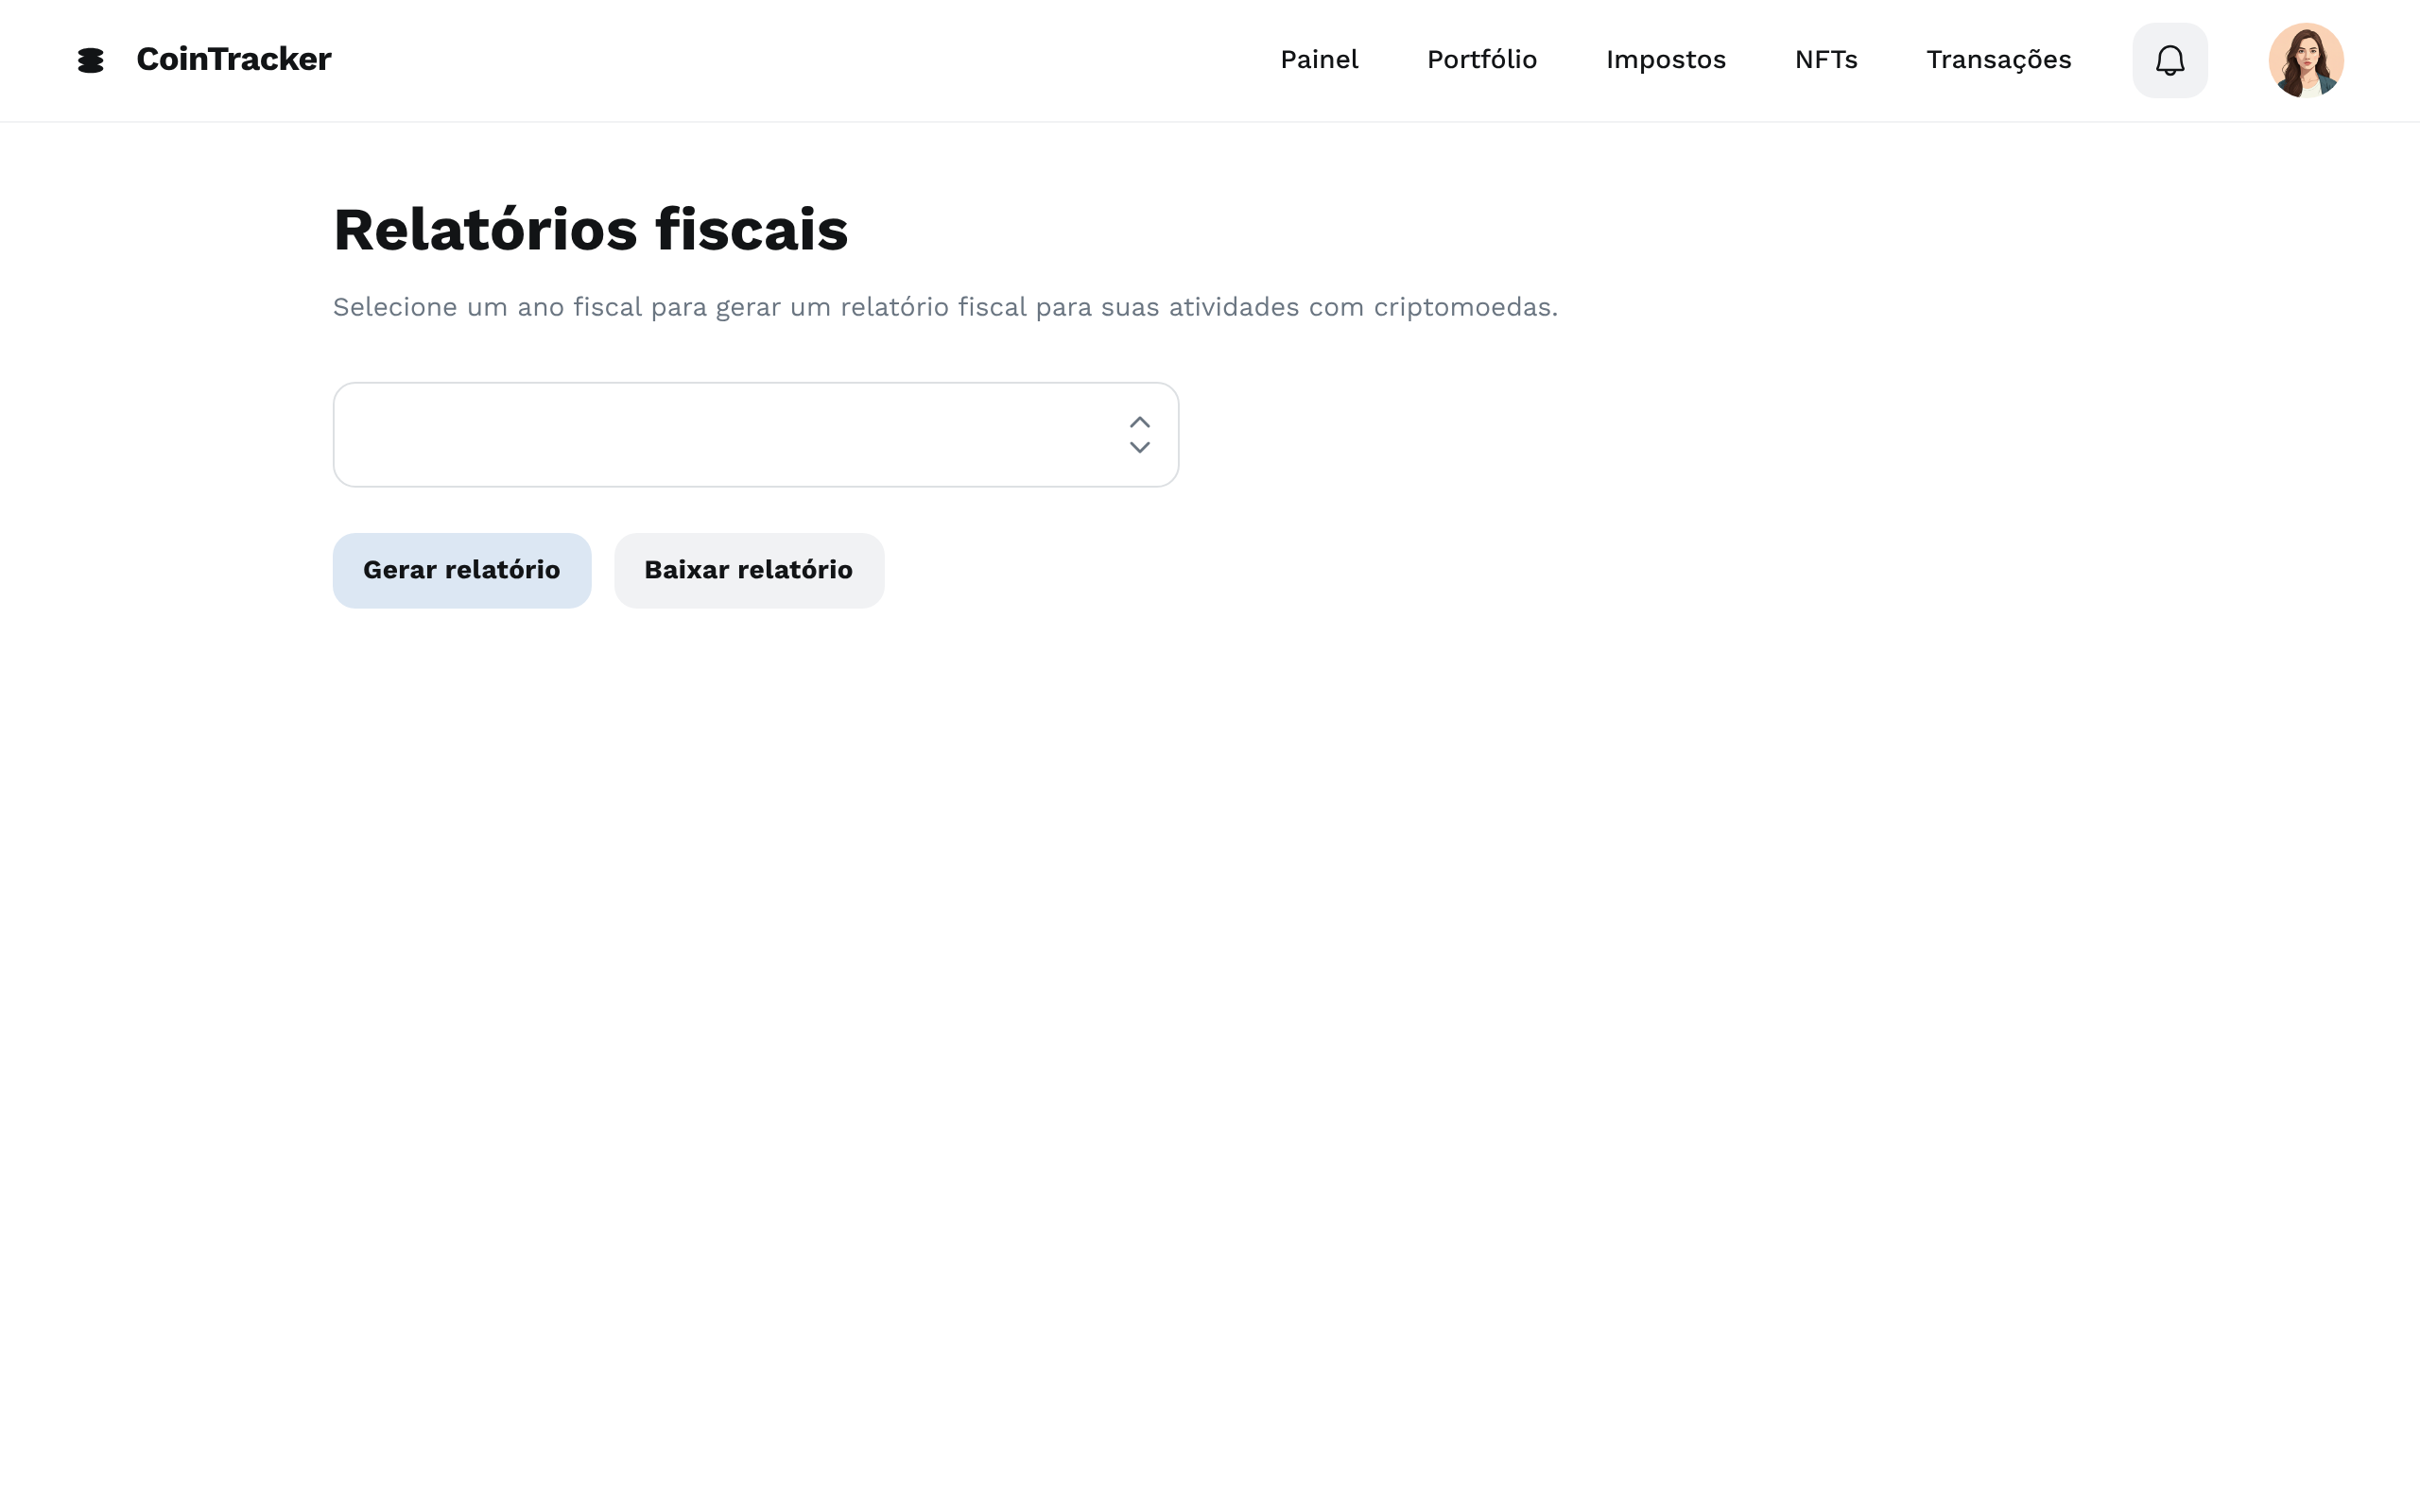 CoinTracker
Painel Portfólio Impostos NFTs Transações
Relatórios fiscais
Selecione um ano fiscal para gerar um relatório fiscal para suas atividades com criptomoedas.
Gerar relatório Baixar relatório